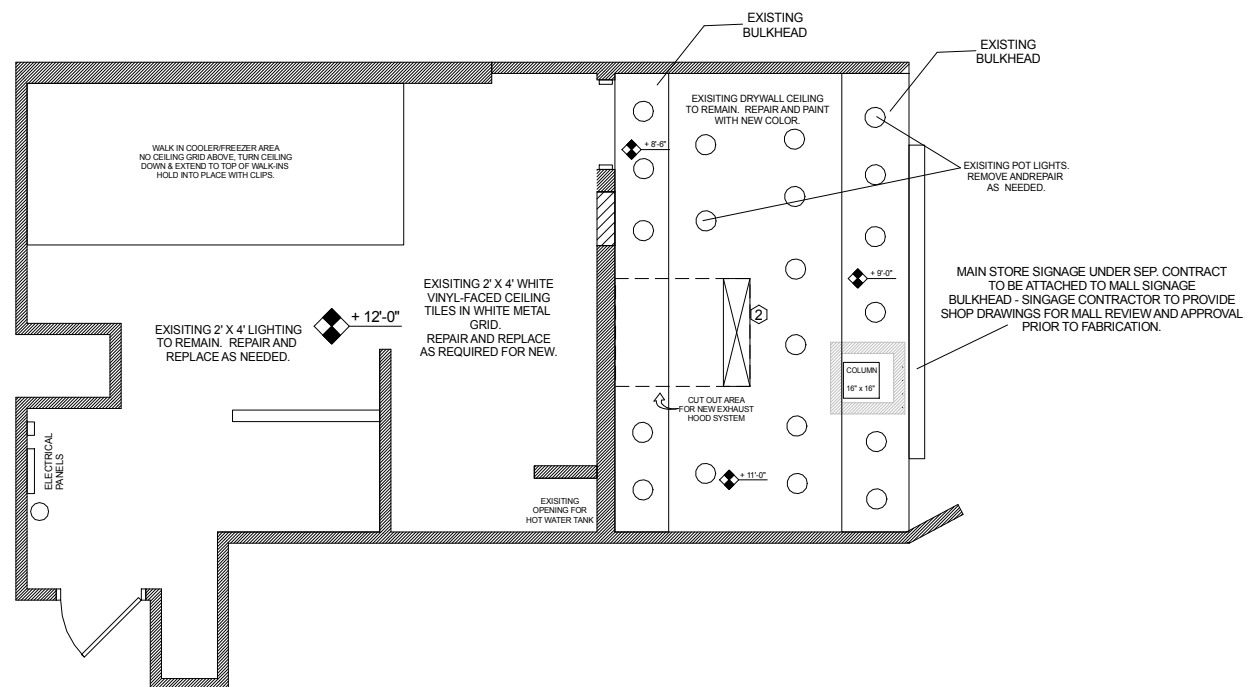 EXISTING
BULKHEAD
EXISTING
BULKHEAD
EXISITING DRYWALL CEILING
TO REMAIN.  REPAIR AND PAINT
WITH NEW COLOR.
WALK IN COOLER/FREEZER AREA
NO CEILING GRID ABOVE, TURN CEILING
DOWN & EXTEND TO TOP OF WALK-INS
HOLD INTO PLACE WITH CLIPS.
+ 8'-6"
EXISITING POT LIGHTS.
REMOVE ANDREPAIR
AS  NEEDED.
+ 9'-0"
MAIN STORE SIGNAGE UNDER SEP. CONTRACT
TO BE ATTACHED TO MALL SIGNAGE
BULKHEAD - SINGAGE CONTRACTOR TO PROVIDE
SHOP DRAWINGS FOR MALL REVIEW AND APPROVAL
PRIOR TO FABRICATION.
EXISITING 2' X 4' WHITE
VINYL-FACED CEILING
TILES IN WHITE METAL
GRID.
REPAIR AND REPLACE
AS REQUIRED FOR NEW.
EXISITING 2' X 4' LIGHTING
TO REMAIN.  REPAIR AND
REPLACE AS NEEDED.
+ 12'-0"
2
COLUMN
16" x 16"
CUT OUT AREA
FOR NEW EXHAUST
HOOD SYSTEM
ELECTRICAL
PANELS
+ 11'-0"
EXISITING
OPENING FOR
HOT WATER TANK